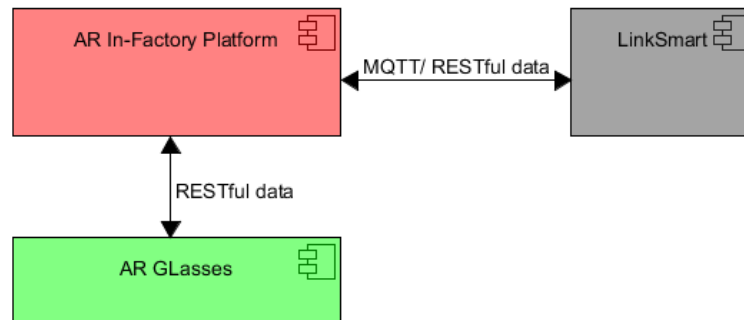 AR In-Factory Platform
LinkSmart
MQTT/ RESTful data
RESTful data
AR GLasses